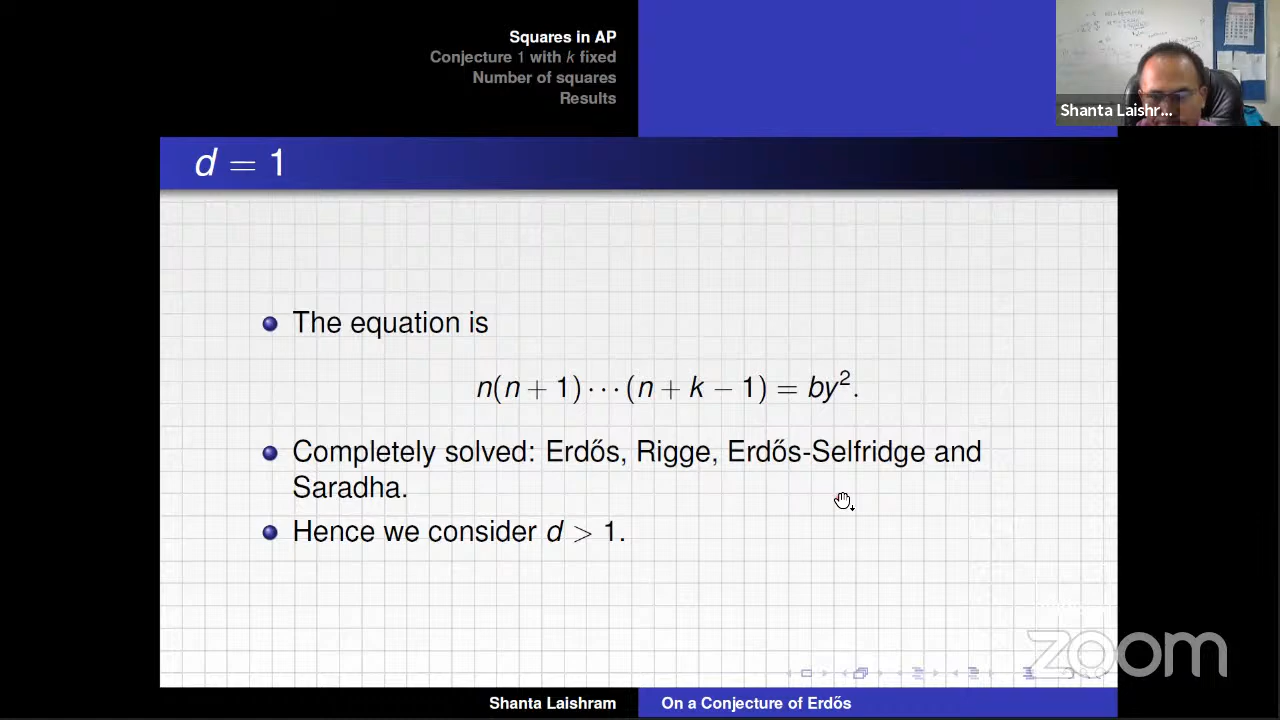 Squares in AP
Conjecture 1 with k fixed
Number of squares
Results
Shanta Laishr...
d = 1
The equation is
n(n + 1) ··· (n + k − 1) = by².
Completely solved: Erdős, Rigge, Erdős-Selfridge and
Saradha.
Hence we consider d > 1.
zoom
Shanta Laishram
On a Conjecture of Erdős